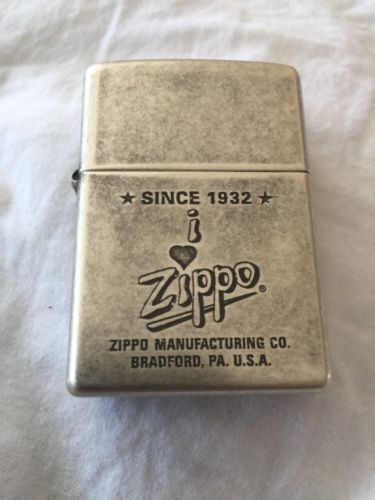 ★ SINCE 1932 ★
i
♥
Zippo®
ZIPPO MANUFACTURING CO.
BRADFORD, PA. U.S.A.